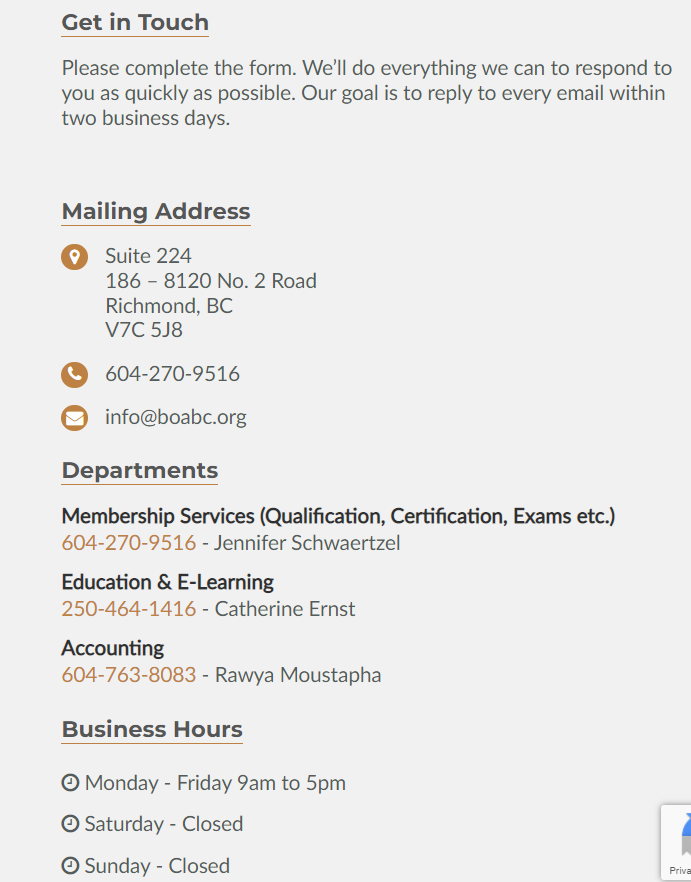 Get in Touch
Please complete the form. We’ll do everything we can to respond to
you as quickly as possible. Our goal is to reply to every email within
two business days.
Mailing Address
Suite 224
186 – 8120 No. 2 Road
Richmond, BC
V7C 5J8
604-270-9516
info@boabc.org
Departments
Membership Services (Qualification, Certification, Exams etc.)
604-270-9516 - Jennifer Schwaertzel
Education & E-Learning
250-464-1416 - Catherine Ernst
Accounting
604-763-8083 - Rawya Moustapha
Business Hours
Monday - Friday 9am to 5pm
Saturday - Closed
Sunday - Closed